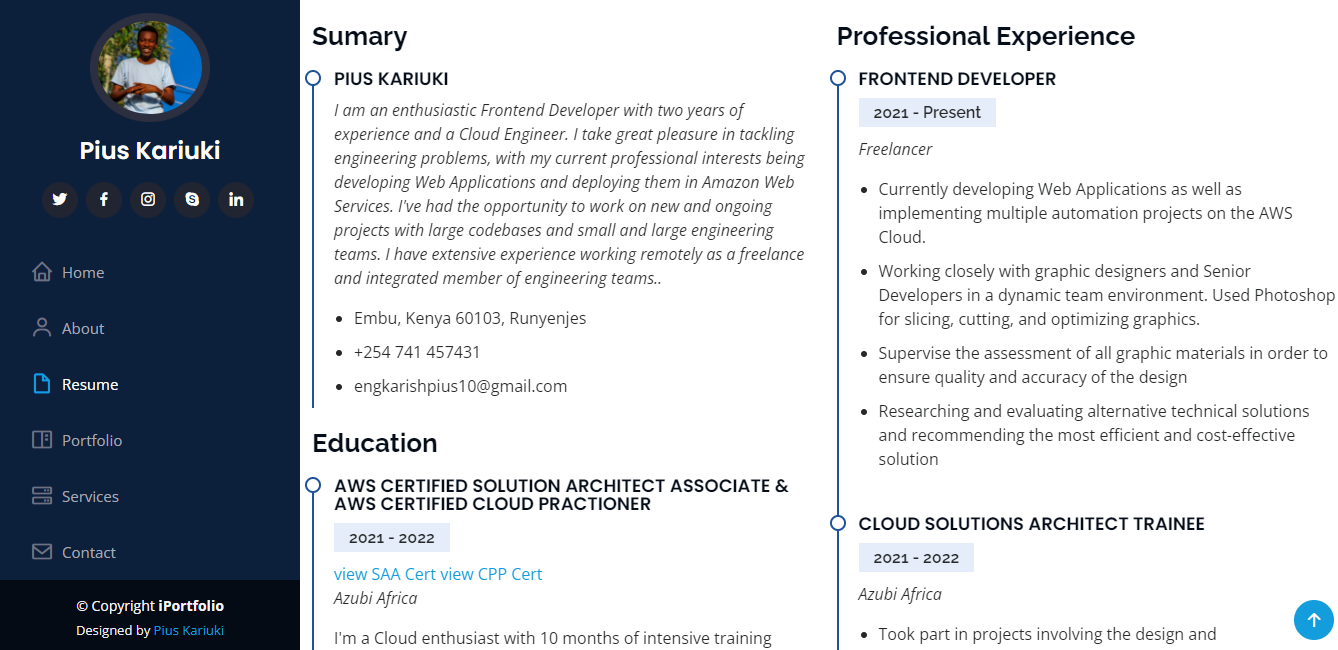 Pius Kariuki
Home
About
Resume
Portfolio
Services
Contact
© Copyright iPortfolio
Designed by Pius Kariuki
Sumary
PIUS KARIUKI
I am an enthusiastic Frontend Developer with two years of
experience and a Cloud Engineer. I take great pleasure in tackling
engineering problems, with my current professional interests being
developing Web Applications and deploying them in Amazon Web
Services. I've had the opportunity to work on new and ongoing
projects with large codebases and small and large engineering
teams. I have extensive experience working remotely as a freelance
and integrated member of engineering teams..
Embu, Kenya 60103, Runyenjes
+254 741 457431
engkarishpius10@gmail.com
Education
AWS CERTIFIED SOLUTION ARCHITECT ASSOCIATE &
AWS CERTIFIED CLOUD PRACTIONER
2021 - 2022
view SAA Cert view CPP Cert
Azubi Africa
I'm a Cloud enthusiast with 10 months of intensive training
Professional Experience
FRONTEND DEVELOPER
2021 - Present
Freelancer
Currently developing Web Applications as well as
implementing multiple automation projects on the AWS
Cloud.
Working closely with graphic designers and Senior
Developers in a dynamic team environment. Used Photoshop
for slicing, cutting, and optimizing graphics.
Supervise the assessment of all graphic materials in order to
ensure quality and accuracy of the design
Researching and evaluating alternative technical solutions
and recommending the most efficient and cost-effective
solution
CLOUD SOLUTIONS ARCHITECT TRAINEE
2021 - 2022
Azubi Africa
Took part in projects involving the design and